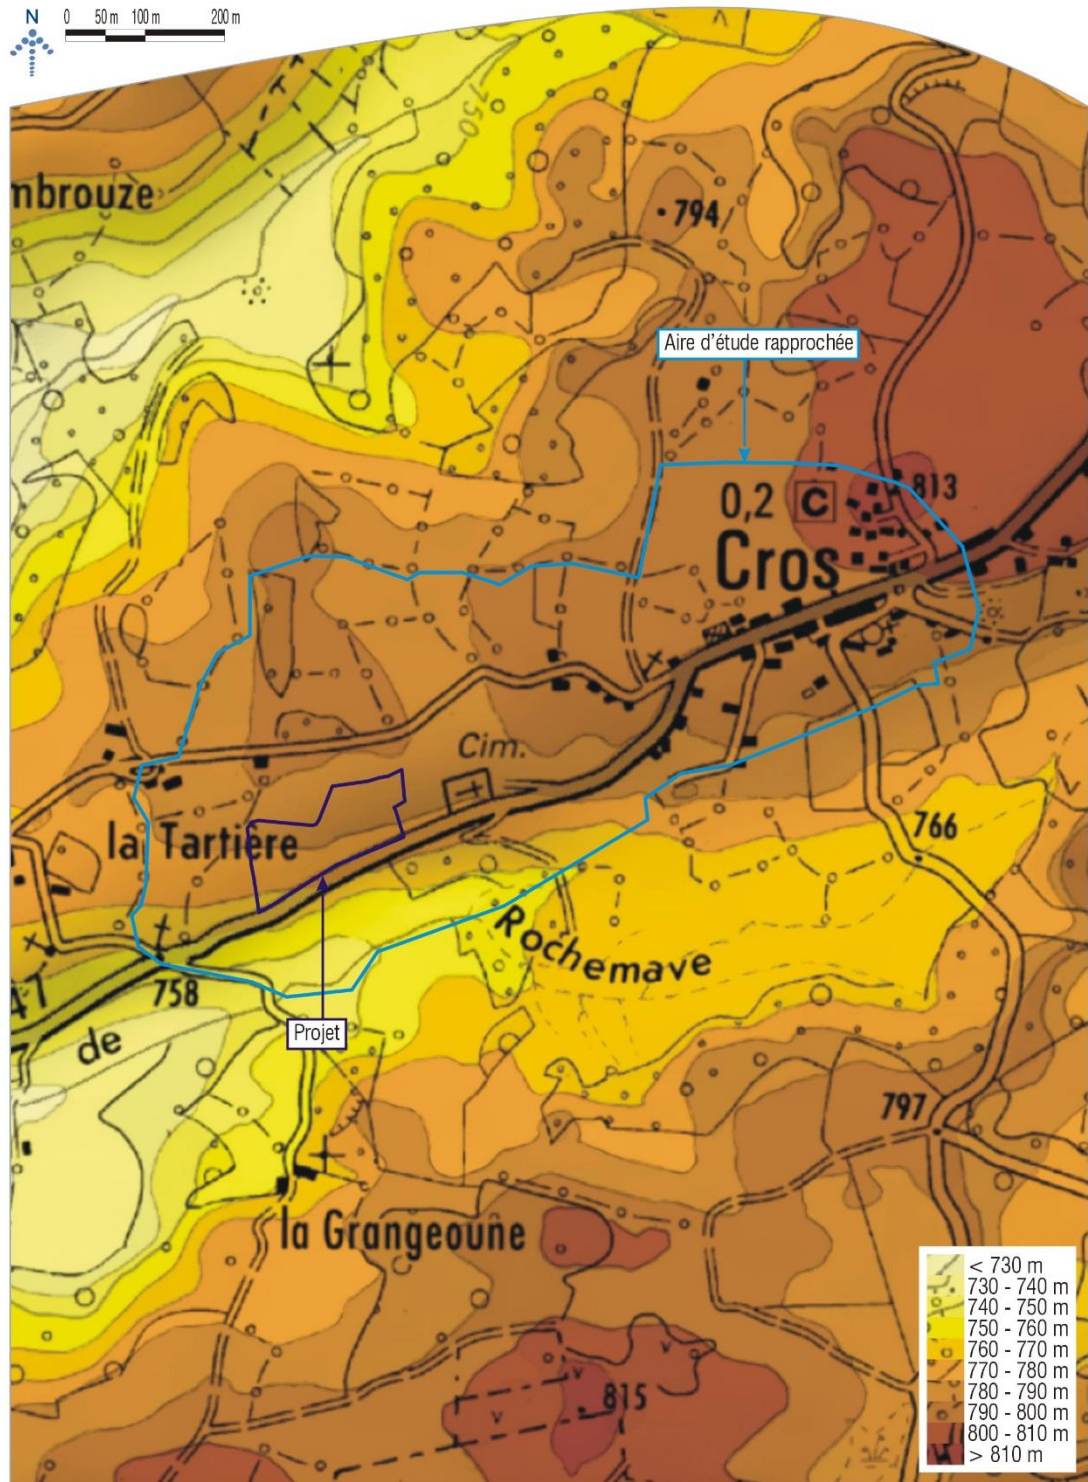 N
0 50 m 100 m 200 m
750
mbrouze
794
Aire d'étude rapprochée
0,2 C 813
Cros
Cim.
la Tartière
766
Rochemave
758
de
Projet
797
la Grangeoune
815
< 730 m
730 - 740 m
740 - 750 m
750 - 760 m
760 - 770 m
770 - 780 m
780 - 790 m
790 - 800 m
800 - 810 m
> 810 m